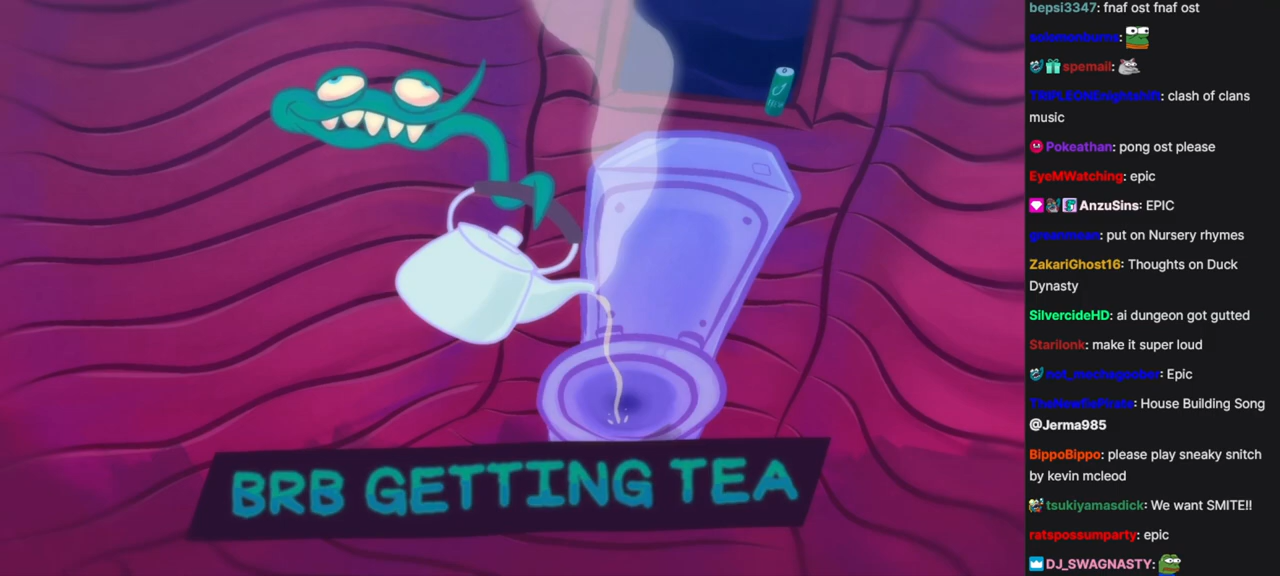 BRB GETTING TEA
bepsi3347: fnaf ost fnaf ost
solomonburns:
spemail:
clash of clans
music
Pokeathan: pong ost please
EyeMWatching: epic
AnzuSins: EPIC
greanmean: put on Nursery rhymes
ZakariGhost16: Thoughts on Duck
Dynasty
SilvercideHD: ai dungeon got gutted
Starilonk: make it super loud
not_mechagoober: Epic
TheNewfiePirate: House Building Song
@Jerma985
BippoBippo: please play sneaky snitch
by kevin mcleod
tsukiyamasdick: We want SMITE!!
ratspossumparty: epic
DJ_SWAGNASTY: